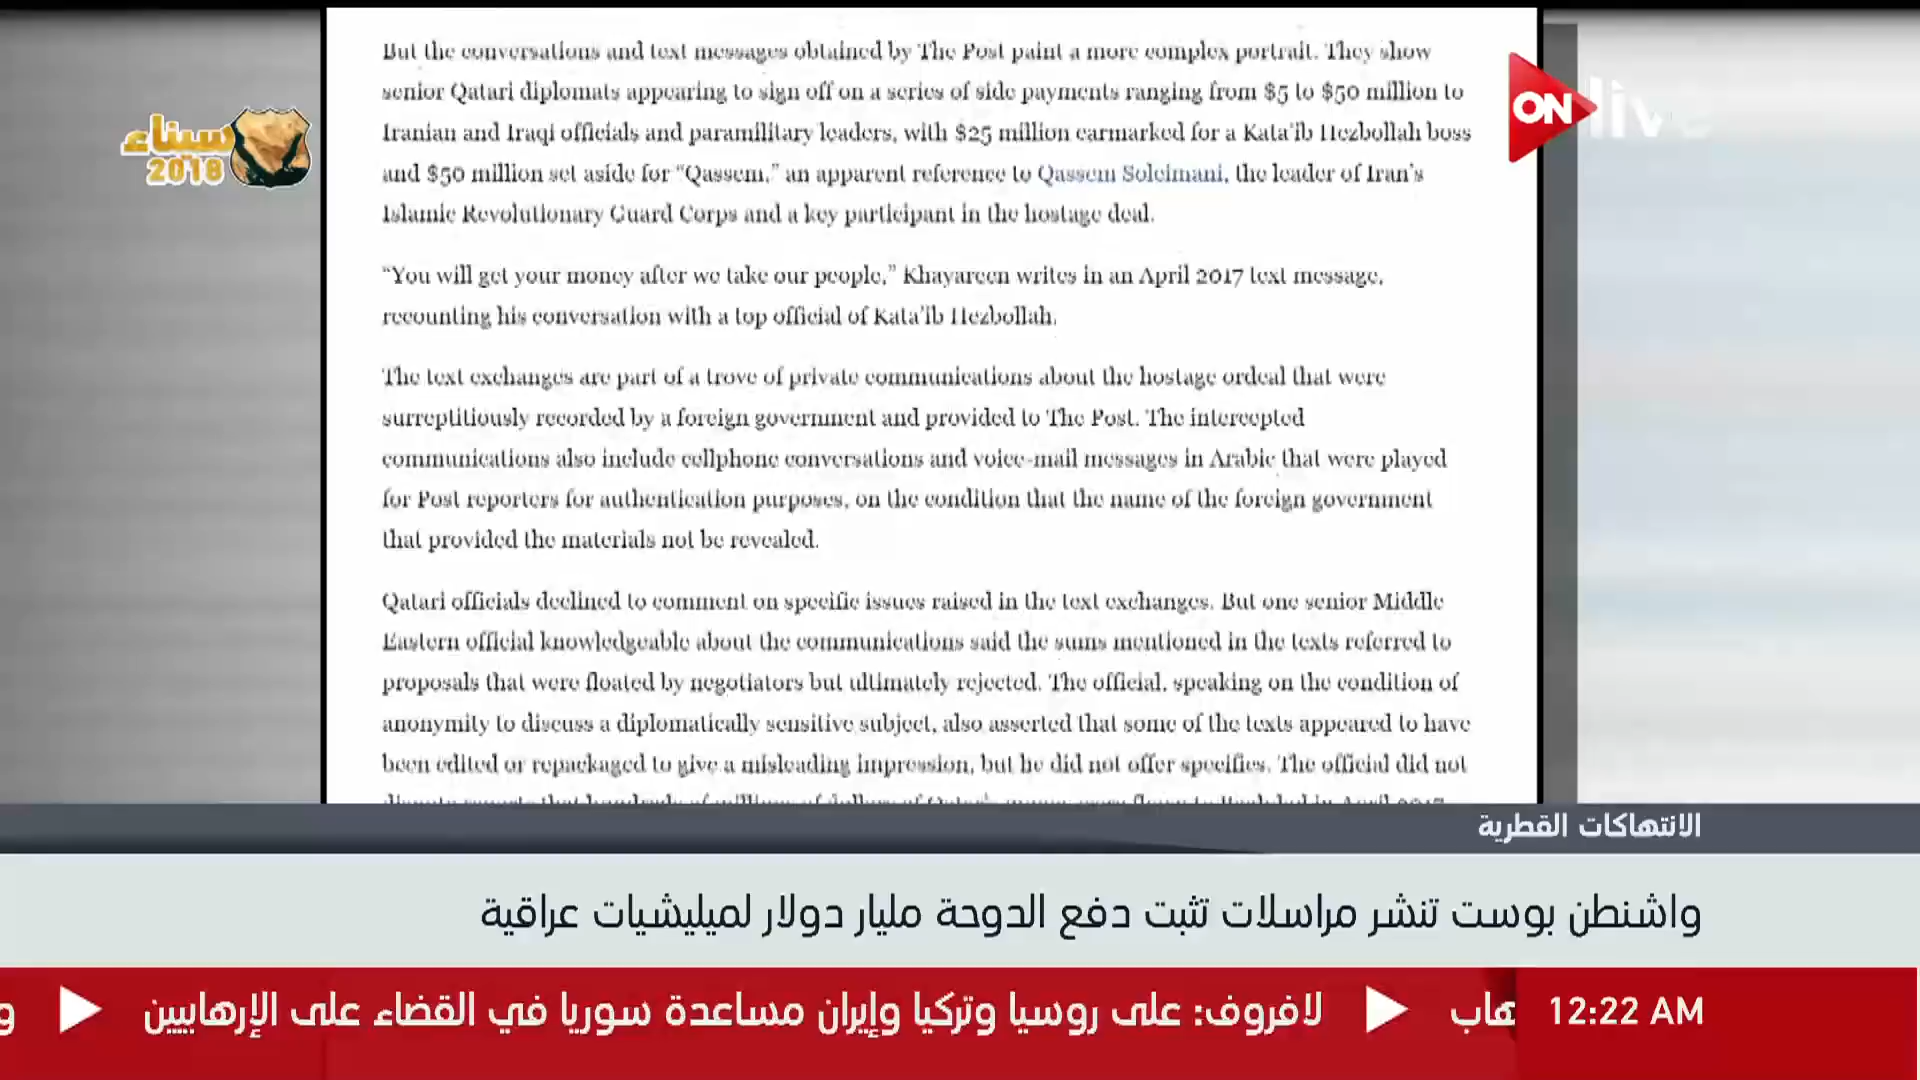 But the conversations and text messages obtained by The Post paint a more complex portrait. They show
senior Qatari diplomats appearing to sign off on a series of side payments ranging from $5 to $50 million to
Iranian and Iraqi officials and paramilitary leaders, with $25 million earmarked for a Kata'ib Hezbollah boss
and $50 million set aside for “Qassem,” an apparent reference to Qassem Soleimani, the leader of Iran's
Islamic Revolutionary Guard Corps and a key participant in the hostage deal.
“You will get your money after we take our people,” Khayareen writes in an April 2017 text message,
recounting his conversation with a top official of Kata'ib Hezbollah.
The text exchanges are part of a trove of private communications about the hostage ordeal that were
surreptitiously recorded by a foreign government and provided to The Post. The intercepted
communications also include cellphone conversations and voice-mail messages in Arabic that were played
for Post reporters for authentication purposes, on the condition that the name of the foreign government
that provided the materials not be revealed.
Qatari officials declined to comment on specific issues raised in the text exchanges. But one senior Middle
Eastern official knowledgeable about the communications said the sums mentioned in the texts referred to
proposals that were floated by negotiators but ultimately rejected. The official, speaking on the condition of
anonymity to discuss a diplomatically sensitive subject, also asserted that some of the texts appeared to have
been edited or repackaged to give a misleading impression, but he did not offer specifics. The official did not
سيناء
2018
ON live
الانتهاكات القطرية
واشنطن بوست تنشر مراسلات تثبت دفع الدوحة مليار دولار لميليشيات عراقية
12:22 AM
هاب ◀ لافروف: على روسيا وتركيا وإيران مساعدة سوريا في القضاء على الإرهابيين ◀ و